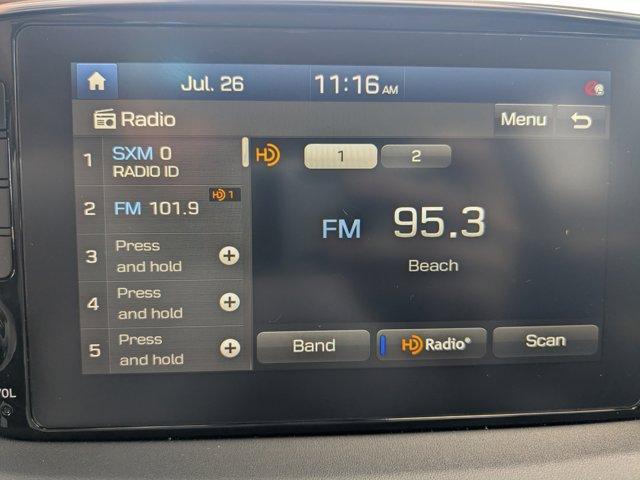 Jul. 26 11:16 AM
Radio
Menu
1 SXM 0
RADIO ID
2 FM 101.9 HD 1
3 Press
and hold
4 Press
and hold
5 Press
and hold
HD 1 2
FM 95.3
Beach
Band
HD Radio®
Scan
VOL